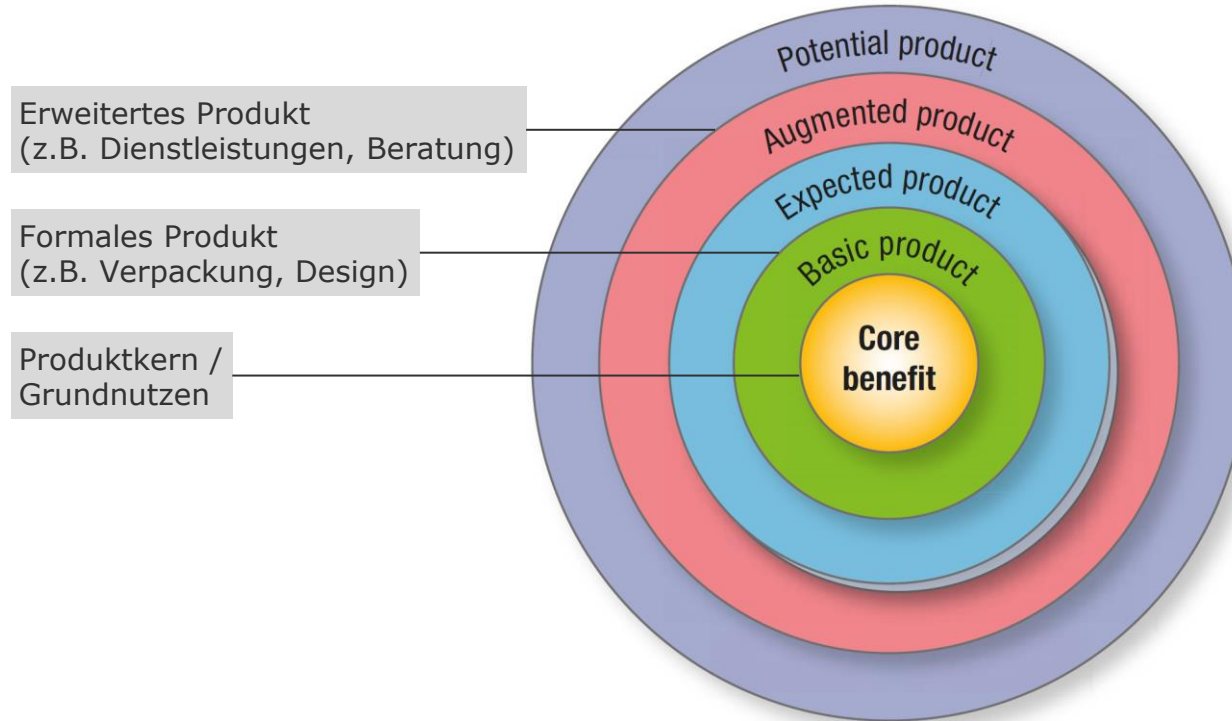 Erweitertes Produkt
(z.B. Dienstleistungen, Beratung)
Formales Produkt
(z.B. Verpackung, Design)
Produktkern /
Grundnutzen
Potential product
Augmented product
Expected product
Basic product
Core
benefit